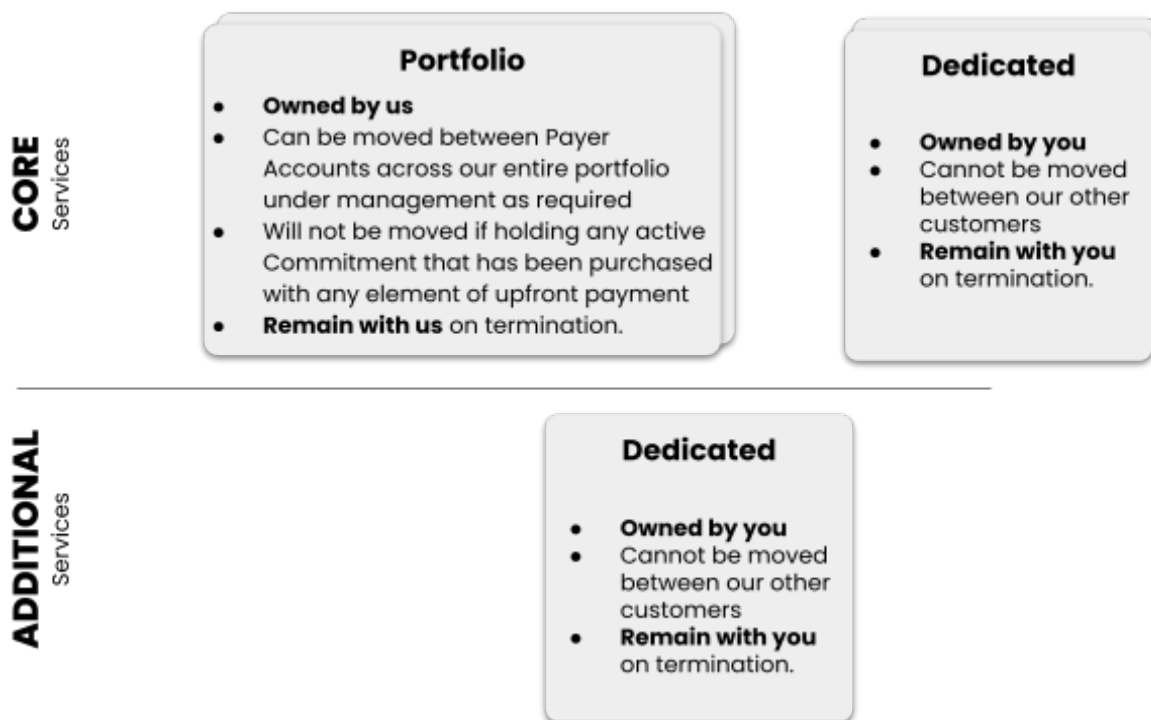 CORE
Services
Portfolio
● Owned by us
● Can be moved between Payer
Accounts across our entire portfolio
under management as required
● Will not be moved if holding any active
Commitment that has been purchased
with any element of upfront payment
● Remain with us on termination.
Dedicated
● Owned by you
● Cannot be moved
between our other
customers
● Remain with you
on termination.
ADDITIONAL
Services
Dedicated
● Owned by you
● Cannot be moved
between our other
customers
● Remain with you
on termination.